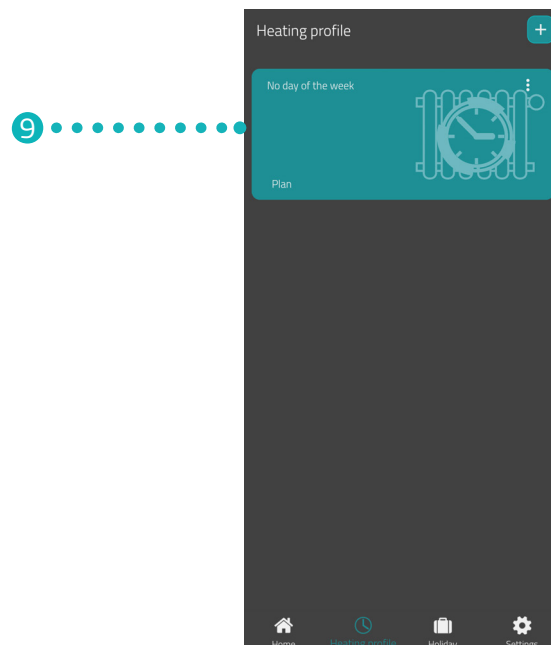 Heating profile
+
No day of the week
9
Plan
Home Heating profile Holiday Settings